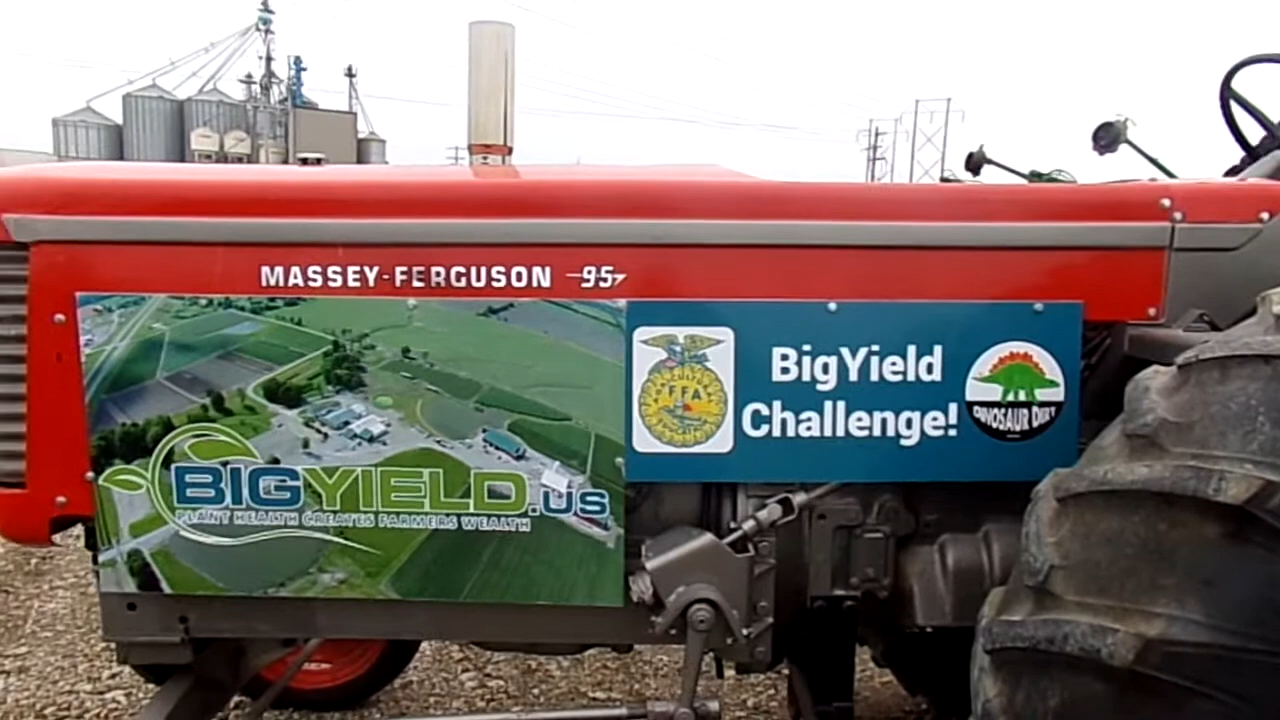 MASSEY-FERGUSON 95
BIGYIELD.US
PLANT HEALTH CREATES FARMERS WEALTH
FFA
BigYield
Challenge!
DINOSAUR DIRT